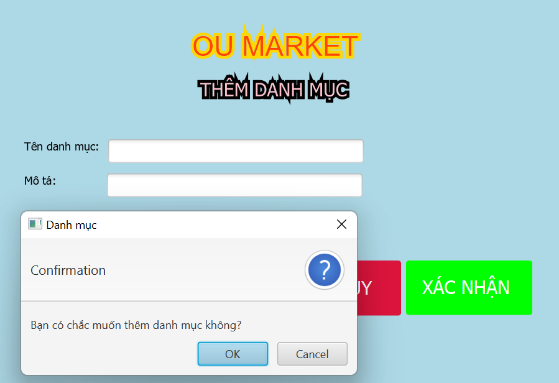 OU MARKET
THÊM DANH MỤC
Tên danh mục:
Mô tả:
Danh mục
Confirmation
?
XÁC NHẬN
Bạn có chắc muốn thêm danh mục không?
OK Cancel